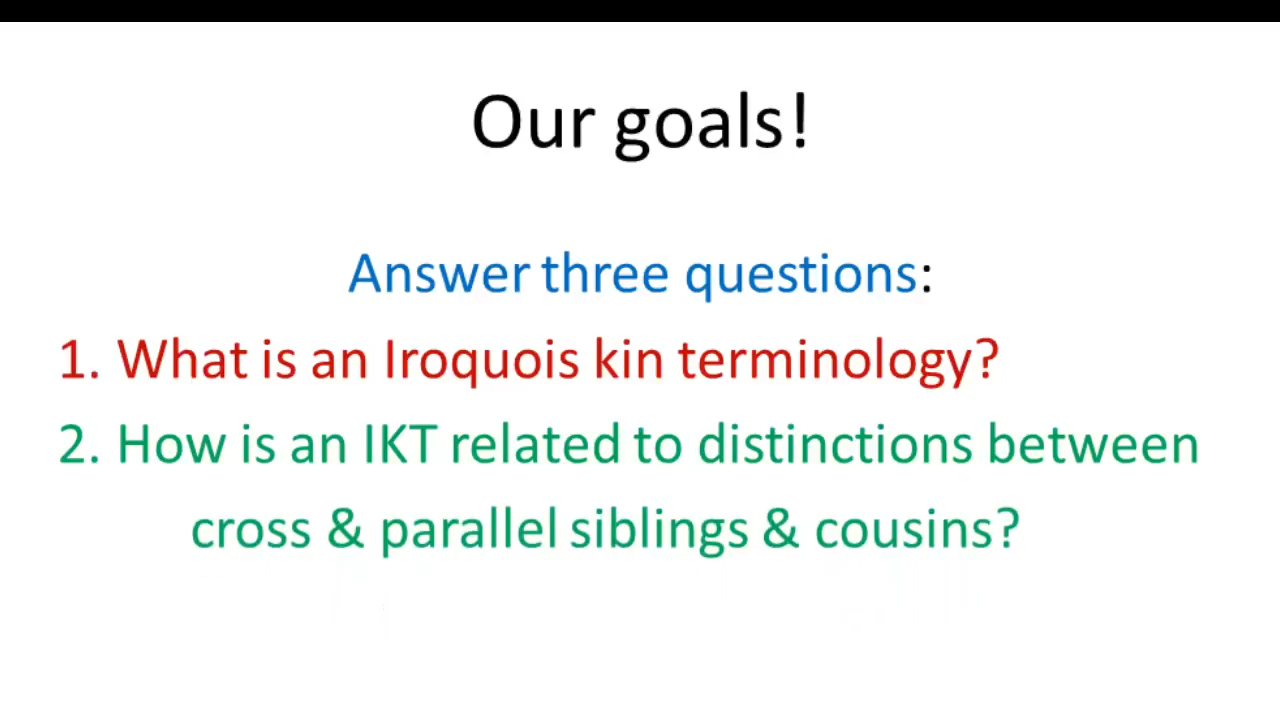 Our goals!
Answer three questions:
1. What is an Iroquois kin terminology?
2. How is an IKT related to distinctions between
cross & parallel siblings & cousins?